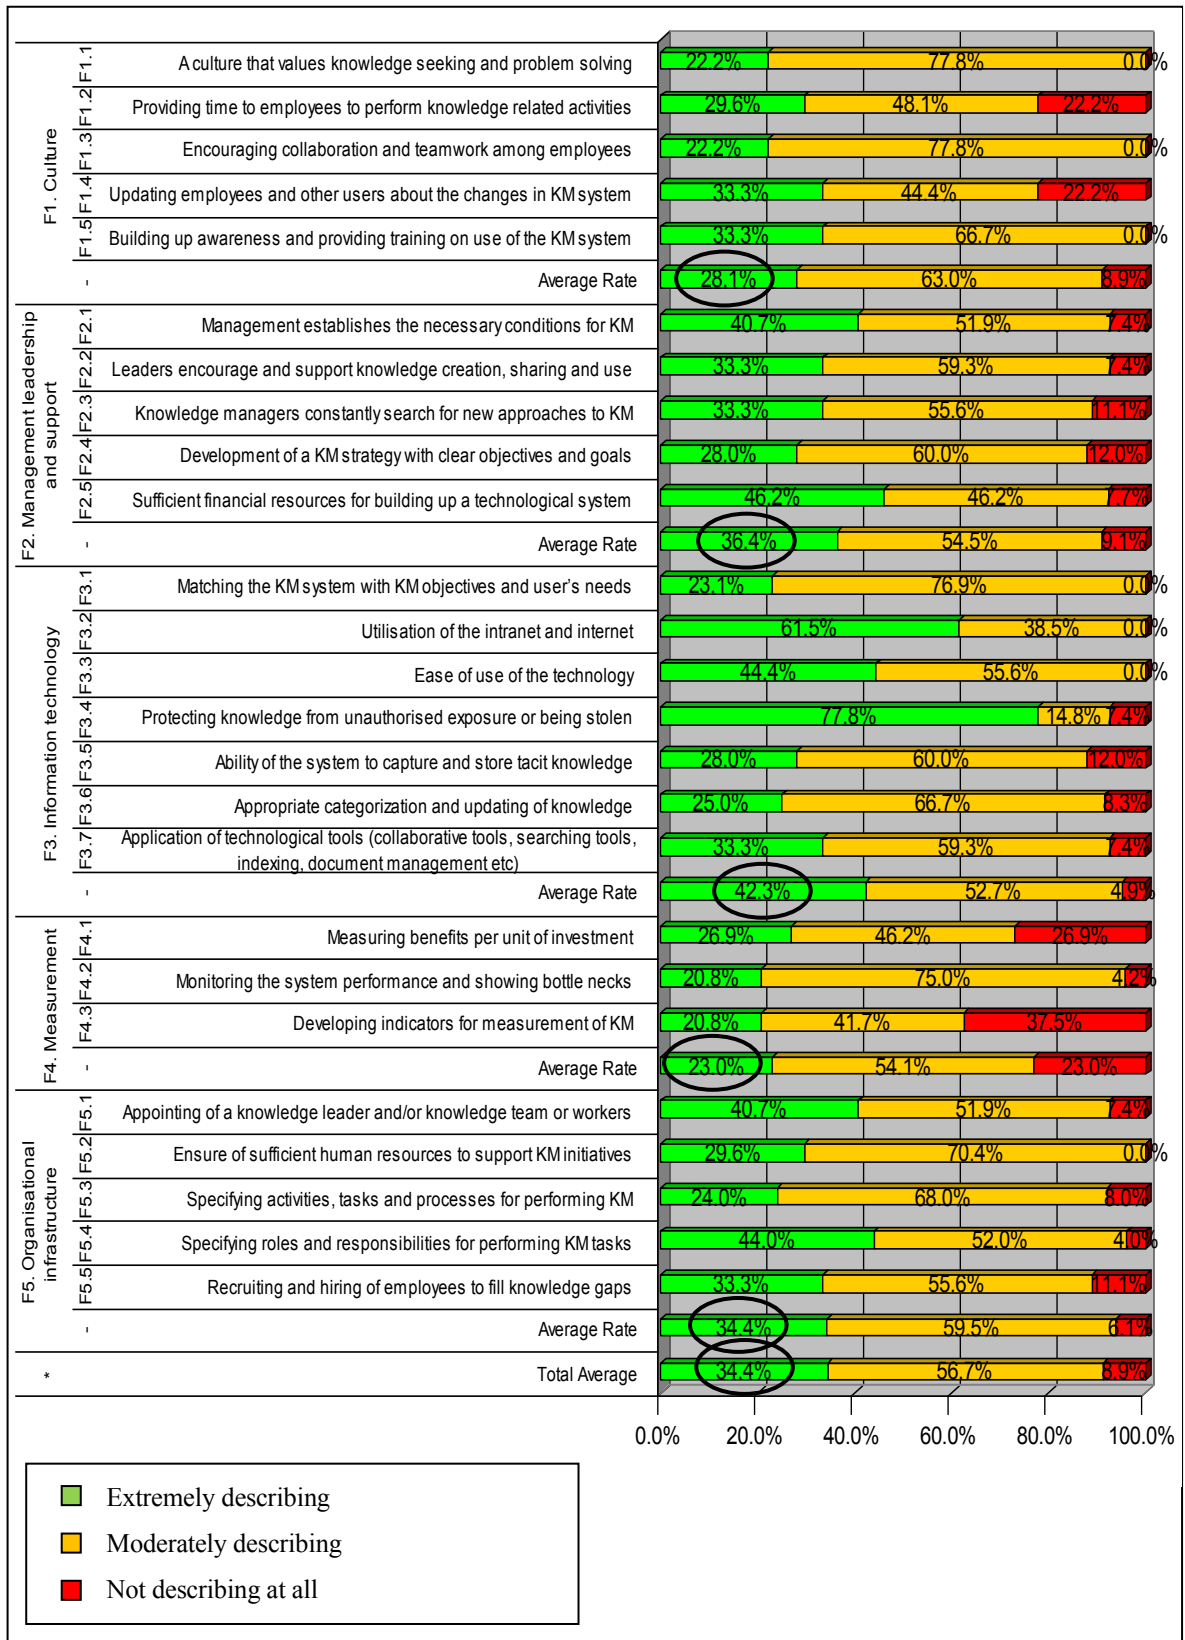 F1. Culture
F1.1 A culture that values knowledge seeking and problem solving 22.2% 77.8% 0.0%
F1.2 Providing time to employees to perform knowledge related activities 29.6% 48.1% 22.2%
F1.3 Encouraging collaboration and teamwork among employees 22.2% 77.8% 0.0%
F1.4 Updating employees and other users about the changes in KM system 33.3% 44.4% 22.2%
F1.5 Building up awareness and providing training on use of the KM system 33.3% 66.7% 0.0%
- Average Rate 28.1% 63.0% 8.9%
F2. Management leadership
and support
F2.1 Management establishes the necessary conditions for KM 40.7% 51.9% 7.4%
F2.2 Leaders encourage and support knowledge creation, sharing and use 33.3% 59.3% 7.4%
F2.3 Knowledge managers constantly search for new approaches to KM 33.3% 55.6% 11.1%
F2.4 Development of a KM strategy with clear objectives and goals 28.0% 60.0% 12.0%
F2.5 Sufficient financial resources for building up a technological system 46.2% 46.2% 7.7%
- Average Rate 36.4% 54.5% 9.1%
F3. Information technology
F3.1 Matching the KM system with KM objectives and user's needs 23.1% 76.9% 0.0%
F3.2 Utilisation of the intranet and internet 61.5% 38.5% 0.0%
F3.3 Ease of use of the technology 44.4% 55.6% 0.0%
F3.4 Protecting knowledge from unauthorised exposure or being stolen 77.8% 14.8% 7.4%
F3.5 Ability of the system to capture and store tacit knowledge 28.0% 60.0% 12.0%
F3.6 Appropriate categorization and updating of knowledge 25.0% 66.7% 8.3%
F3.7 Application of technological tools (collaborative tools, searching tools,
indexing, document management etc) 33.3% 59.3% 7.4%
- Average Rate 42.3% 52.7% 4.9%
F4. Measurement
F4.1 Measuring benefits per unit of investment 26.9% 46.2% 26.9%
F4.2 Monitoring the system performance and showing bottle necks 20.8% 75.0% 4.2%
F4.3 Developing indicators for measurement of KM 20.8% 41.7% 37.5%
- Average Rate 23.0% 54.1% 23.0%
F5. Organisational
infrastructure
F5.1 Appointing of a knowledge leader and/or knowledge team or workers 40.7% 51.9% 7.4%
F5.2 Ensure of sufficient human resources to support KM initiatives 29.6% 70.4% 0.0%
F5.3 Specifying activities, tasks and processes for performing KM 24.0% 68.0% 8.0%
F5.4 Specifying roles and responsibilities for performing KM tasks 44.0% 52.0% 4.0%
F5.5 Recruiting and hiring of employees to fill knowledge gaps 33.3% 55.6% 11.1%
- Average Rate 34.4% 59.5% 6.1%
* Total Average 34.4% 56.7% 8.9%
0.0% 20.0% 40.0% 60.0% 80.0% 100.0%
Extremely describing
Moderately describing
Not describing at all